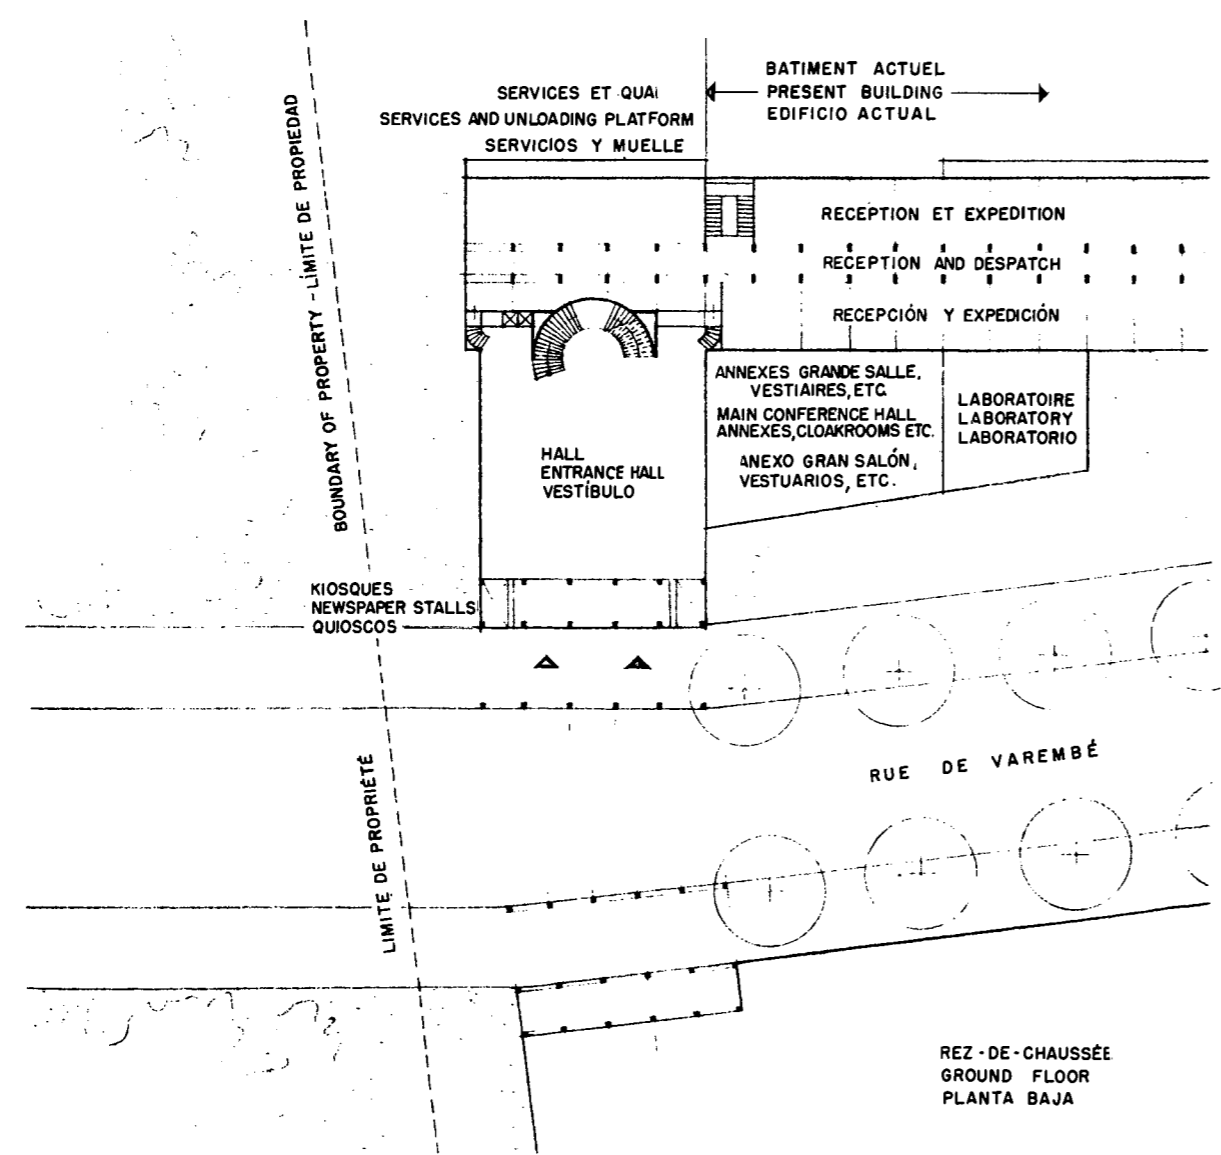 BATIMENT ACTUEL
PRESENT BUILDING
EDIFICIO ACTUAL
SERVICES ET QUAI
SERVICES AND UNLOADING PLATFORM
SERVICIOS Y MUELLE
BOUNDARY OF PROPERTY - LÍMITE DE PROPIEDAD
RECEPTION ET EXPEDITION
RECEPTION AND DESPATCH
RECEPCIÓN Y EXPEDICIÓN
ANNEXES GRANDE SALLE,
VESTIAIRES, ETC
MAIN CONFERENCE HALL
ANNEXES, CLOAKROOMS ETC.
ANEXO GRAN SALÓN,
VESTUARIOS, ETC.
LABORATOIRE
LABORATORY
LABORATORIO
HALL
ENTRANCE HALL
VESTÍBULO
KIOSQUES
NEWSPAPER STALLS
QUIOSCOS
RUE DE VAREMBÉ
LIMITE DE PROPRIÉTÉ
REZ-DE-CHAUSSÉE
GROUND FLOOR
PLANTA BAJA